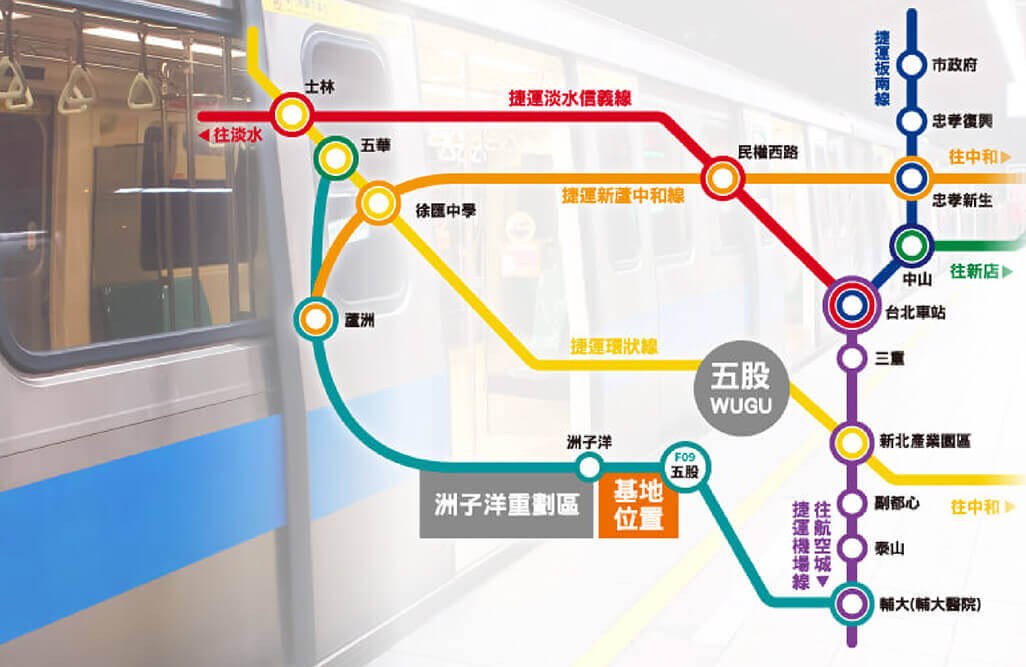 士林
捷運淡水信義線
◀往淡水
五華
徐匯中學
捷運新蘆中和線
民權西路
捷運板南線
市政府
忠孝復興
往中和▶
忠孝新生
中山
往新店▶
台北車站
蘆洲
三重
捷運環狀線
五股
WUGU
新北產業園區
洲子洋
F09
五股
洲子洋重劃區
基地
位置
副都心
往中和▶
往航空城▼
捷運機場線
泰山
輔大(輔大醫院)